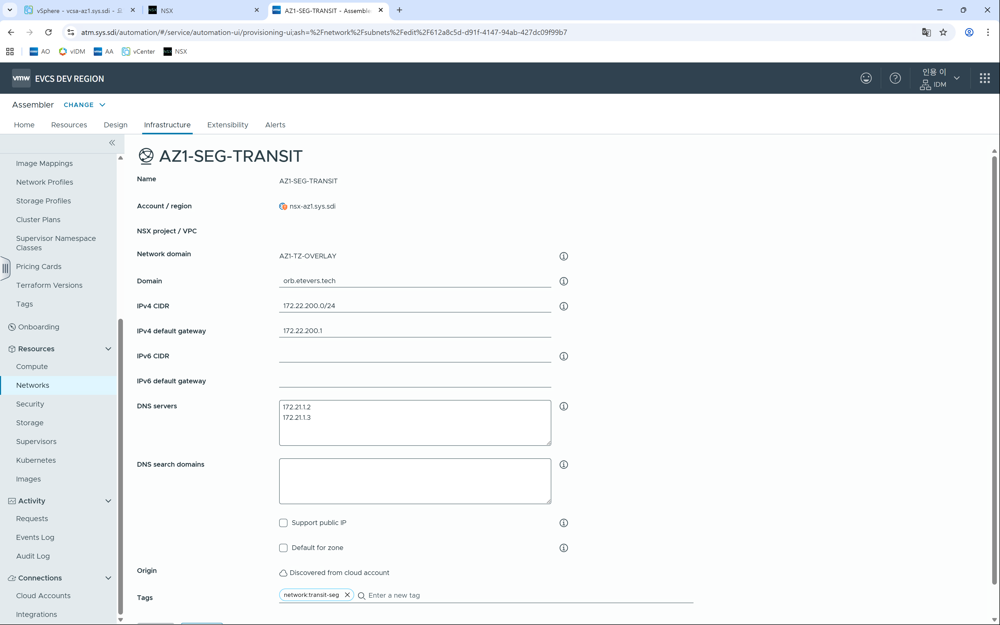 vSphere - vcsa-az1.sys.sdi - 요
NSX
AZ1-SEG-TRANSIT - Assemble
atm.sys.sdi/automation/#/service/automation-ui/provisioning-ui;ash=%2Fnetwork%2Fsubnets%2Fedit%2F612a8c5d-d91f-4147-94ab-427dc09f99b7
AO
vIDM
AA
vCenter
NSX
vmw
EVCS DEV REGION
인용 이
IDM
Assembler
CHANGE
Home
Resources
Design
Infrastructure
Extensibility
Alerts
Image Mappings
Network Profiles
Storage Profiles
Cluster Plans
Supervisor Namespace
Classes
Pricing Cards
Terraform Versions
Tags
Onboarding
Resources
Compute
Networks
Security
Storage
Supervisors
Kubernetes
Images
Activity
Requests
Events Log
Audit Log
Connections
Cloud Accounts
Integrations
AZ1-SEG-TRANSIT
Name
AZ1-SEG-TRANSIT
Account / region
nsx-az1.sys.sdi
NSX project / VPC
Network domain
AZ1-TZ-OVERLAY
Domain
orb.etevers.tech
IPv4 CIDR
172.22.200.0/24
IPv4 default gateway
172.22.200.1
IPv6 CIDR
IPv6 default gateway
DNS servers
172.21.1.2
172.21.1.3
DNS search domains
Support public IP
Default for zone
Origin
Discovered from cloud account
Tags
network:transit-seg
Enter a new tag